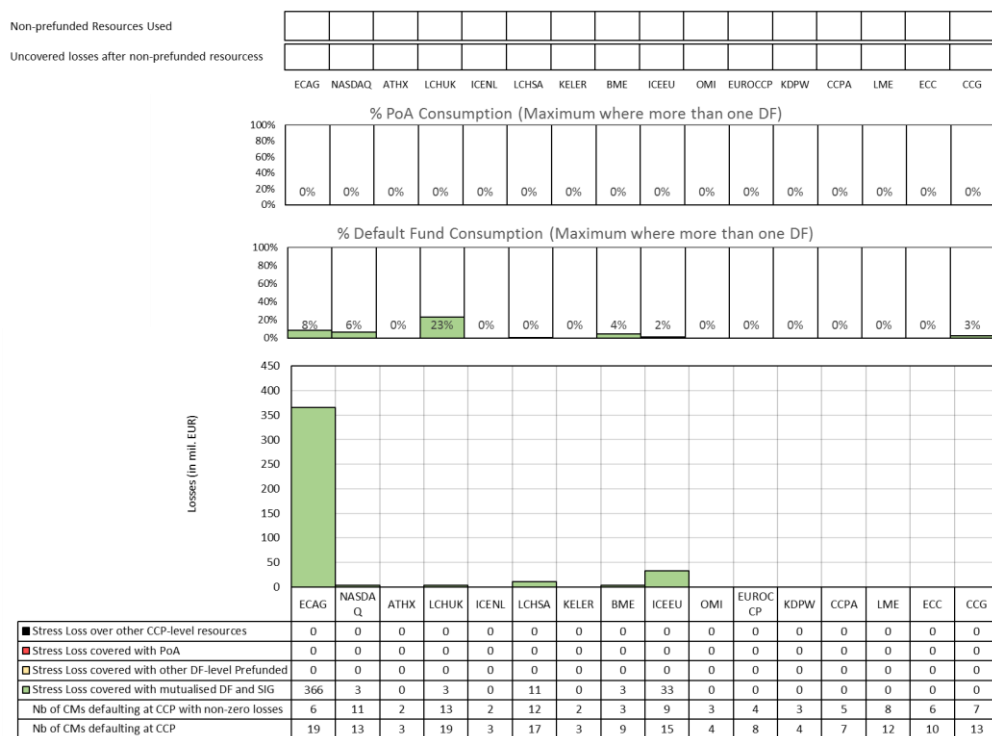 Non-prefunded Resources Used
Uncovered losses after non-prefunded resourcess
ECAG NASDAQ ATHX LCHUK ICENL LCHSA KELER BME ICEEU OMI EUROCCP KDPW CCPA LME ECC CCG
% PoA Consumption (Maximum where more than one DF)
100%
80%
60%
40%
20%
0%
0% 0% 0% 0% 0% 0% 0% 0% 0% 0% 0% 0% 0% 0% 0% 0%
% Default Fund Consumption (Maximum where more than one DF)
100%
80%
60%
40%
20%
0%
8% 6% 0% 23% 0% 0% 0% 4% 2% 0% 0% 0% 0% 0% 0% 3%
Losses (in mil. EUR)
450
400
350
300
250
200
150
100
50
0
ECAG NASDA Q ATHX LCHUK ICENL LCHSA KELER BME ICEEU OMI EUROC CP KDPW CCPA LME ECC CCG
Stress Loss over other CCP-level resources 0 0 0 0 0 0 0 0 0 0 0 0 0 0 0 0
Stress Loss covered with PoA 0 0 0 0 0 0 0 0 0 0 0 0 0 0 0 0
Stress Loss covered with other DF-level Prefunded 0 0 0 0 0 0 0 0 0 0 0 0 0 0 0 0
Stress Loss covered with mutualised DF and SIG 366 3 0 3 0 11 0 3 33 0 0 0 0 0 0 0
Nb of CMs defaulting at CCP with non-zero losses 6 11 2 13 2 12 2 3 9 3 4 3 5 8 6 7
Nb of CMs defaulting at CCP 19 13 3 19 3 17 3 9 15 4 8 4 7 12 10 13